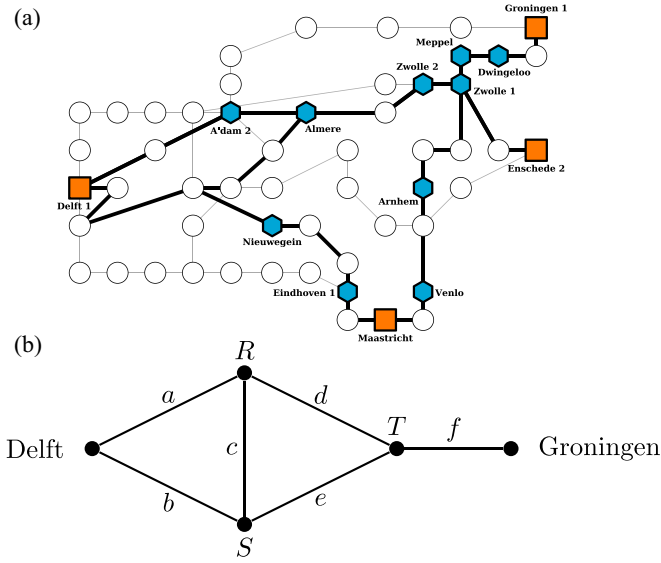 (a)
Groningen 1
Meppel
Dwingeloo
Zwolle 2
Zwolle 1
A'dam 2
Almere
Enschede 2
Delft 1
Arnhem
Nieuwegein
Eindhoven 1
Venlo
Maastricht
(b)
R
a
d
Delft
c
T
f
Groningen
b
e
S